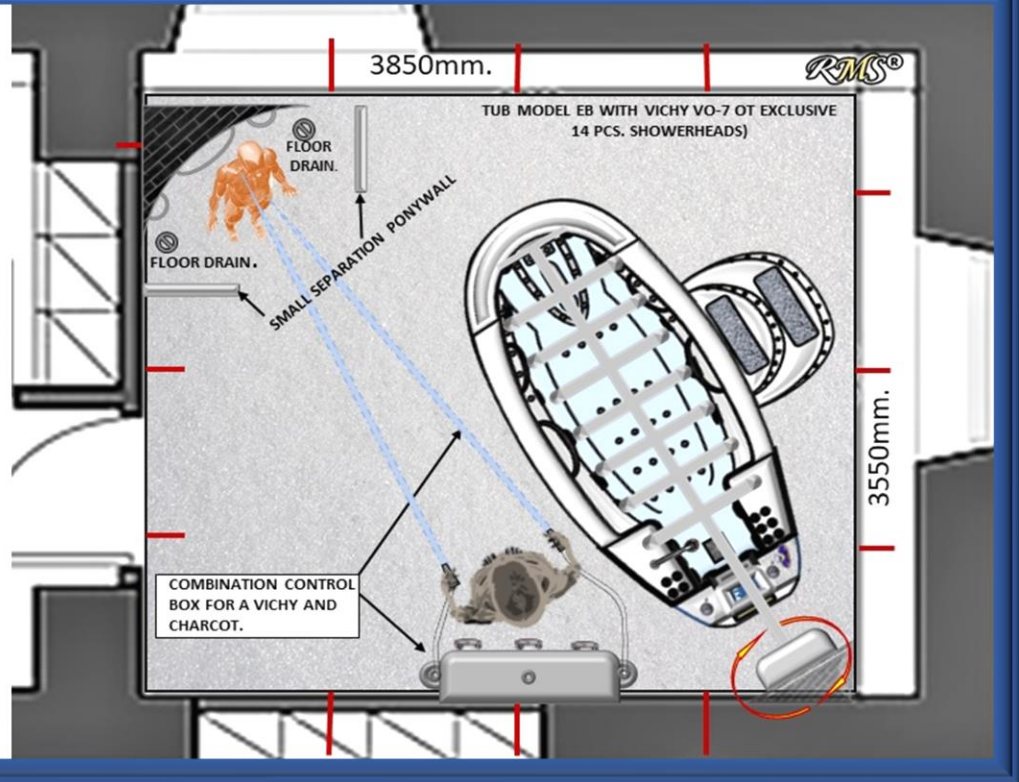 3850mm.
RMS®
TUB MODEL EB WITH VICHY VO-7 OT EXCLUSIVE
14 PCS. SHOWERHEADS)
FLOOR
DRAIN.
SMALL SEPARATION PONYWALL
FLOOR DRAIN.
3550mm.
COMBINATION CONTROL
BOX FOR A VICHY AND
CHARCOT.